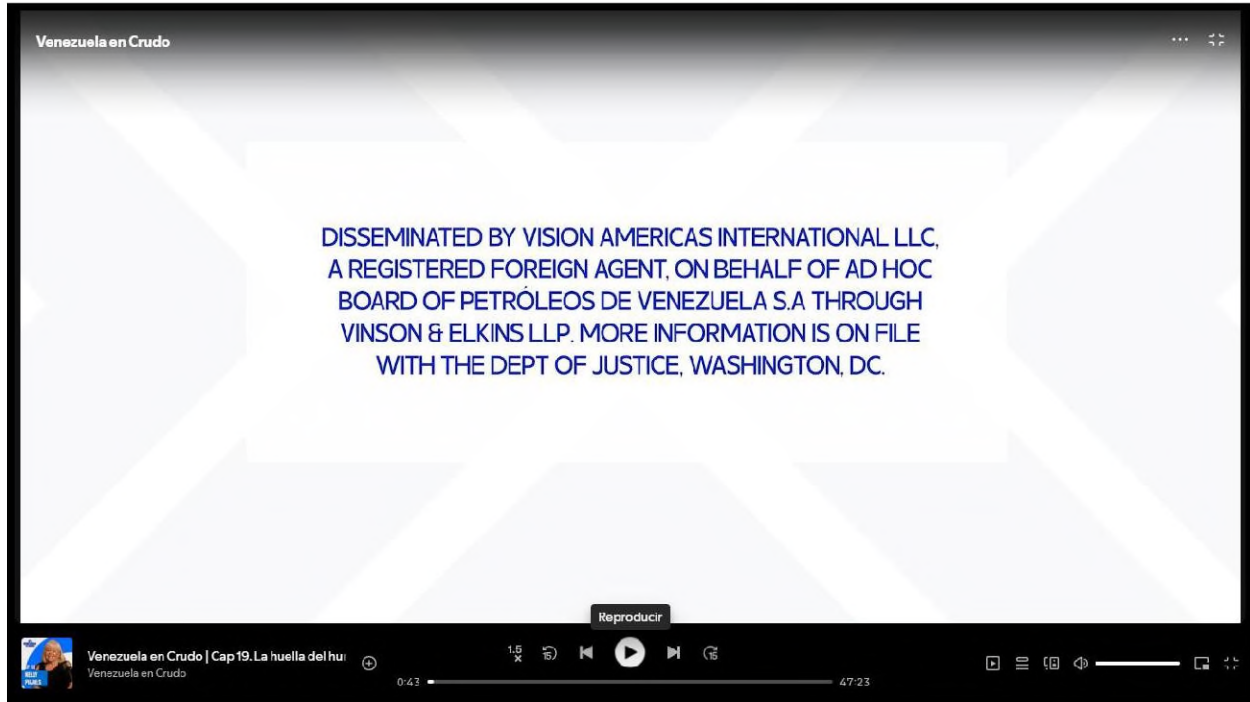 Venezuela en Crudo
DISSEMINATED BY VISION AMERICAS INTERNATIONAL LLC,
A REGISTERED FOREIGN AGENT, ON BEHALF OF AD HOC
BOARD OF PETRÓLEOS DE VENEZUELA S.A THROUGH
VINSON & ELKINS LLP. MORE INFORMATION IS ON FILE
WITH THE DEPT OF JUSTICE, WASHINGTON, DC.
Reproducir
Venezuela en Crudo | Cap 19. La huella del hu
Venezuela en Crudo
1.5
x
15
15
0:43
47:23